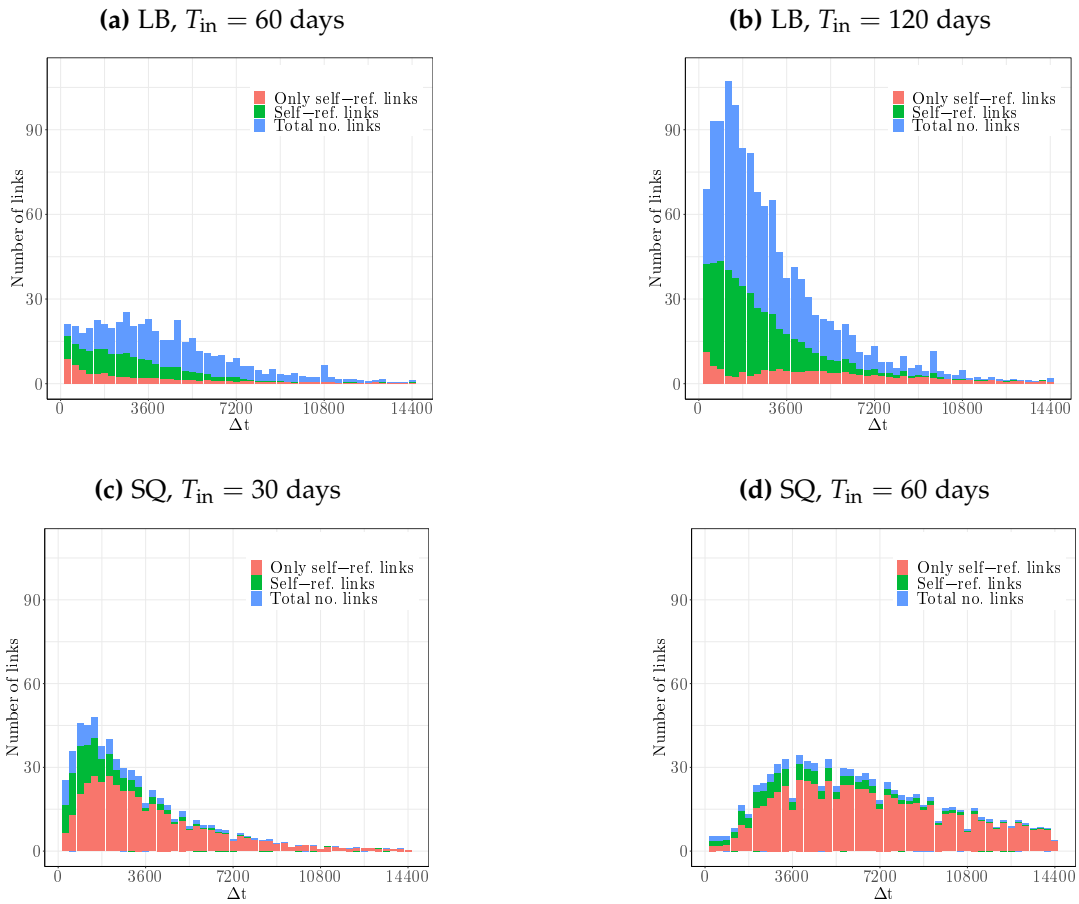 (a) LB, T_in = 60 days
Only self-ref. links
Self-ref. links
Total no. links
Number of links
90
60
30
0
0 3600 7200 10800 14400
Δt
(b) LB, T_in = 120 days
Only self-ref. links
Self-ref. links
Total no. links
Number of links
90
60
30
0
0 3600 7200 10800 14400
Δt
(c) SQ, T_in = 30 days
Only self-ref. links
Self-ref. links
Total no. links
Number of links
90
60
30
0
0 3600 7200 10800 14400
Δt
(d) SQ, T_in = 60 days
Only self-ref. links
Self-ref. links
Total no. links
Number of links
90
60
30
0
0 3600 7200 10800 14400
Δt